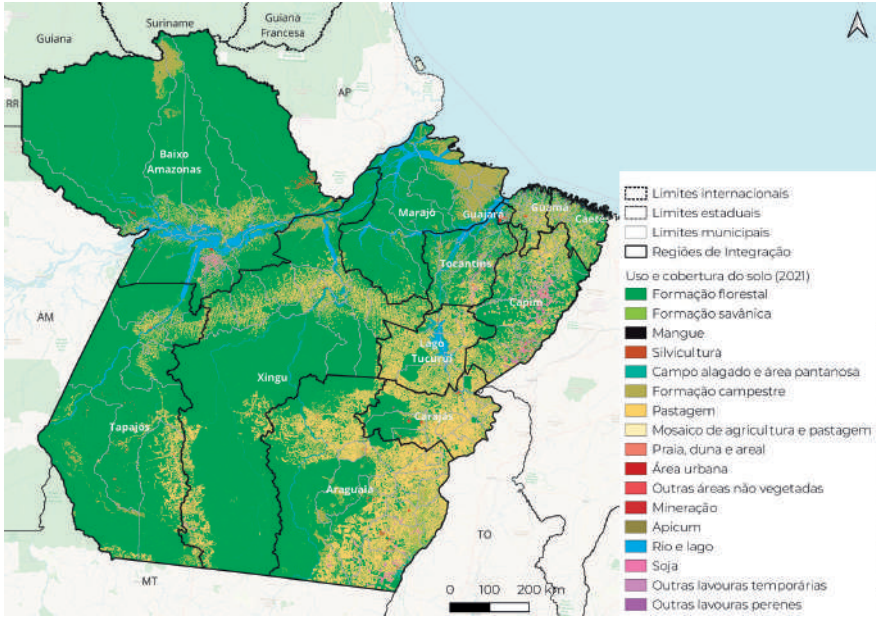 Suriname
Guiana
Guiana
Francesa
RR
AP
Baixo
Amazonas
Marajó
Guajará
Guamá
Caeté
Tocantins
AM
Capim
Lago
Tucuruí
Xingu
Tapajós
Carajás
Araguaia
TO
MT
0 100 200 km
Limites internacionais
Limites estaduais
Limites municipais
Regiões de Integração
Uso e cobertura do solo (2021)
Formação florestal
Formação savânica
Mangue
Silvicultura
Campo alagado e área pantanosa
Formação campestre
Pastagem
Mosaico de agricultura e pastagem
Praia, duna e areal
Área urbana
Outras áreas não vegetadas
Mineração
Apicum
Rio e lago
Soja
Outras lavouras temporárias
Outras lavouras perenes